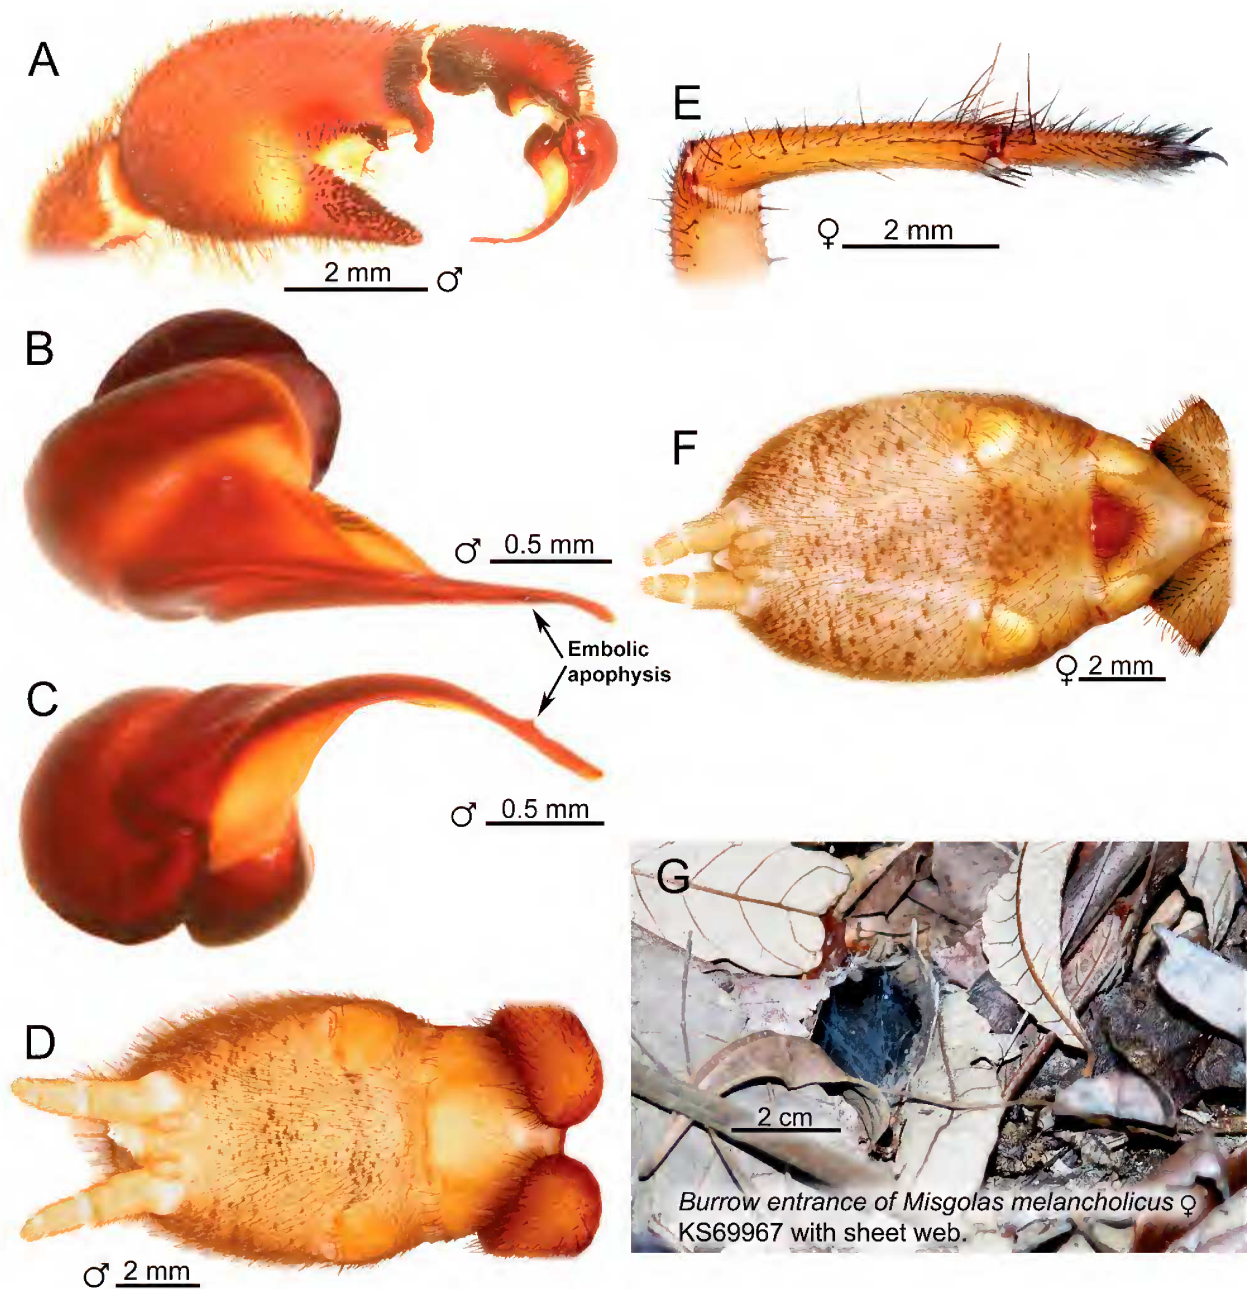 A
2 mm ♂
B
♂ 0.5 mm
Embolic
apophysis
C
♂ 0.5 mm
D
♂ 2 mm
E
♀ 2 mm
F
♀ 2 mm
G
2 cm
Burrow entrance of Misgolas melancholicus ♀
KS69967 with sheet web.